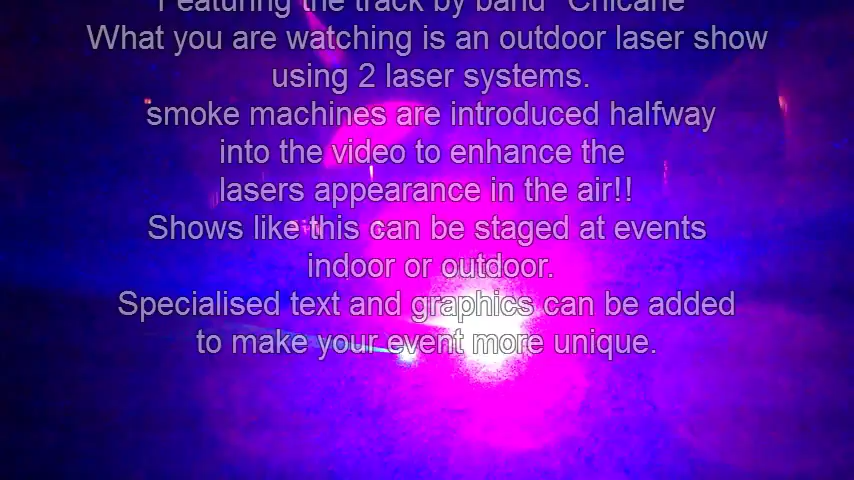 Featuring the track by band "Chicane"
What you are watching is an outdoor laser show
using 2 laser systems.
smoke machines are introduced halfway
into the video to enhance the
lasers appearance in the air!!
Shows like this can be staged at events
indoor or outdoor.
Specialised text and graphics can be added
to make your event more unique.